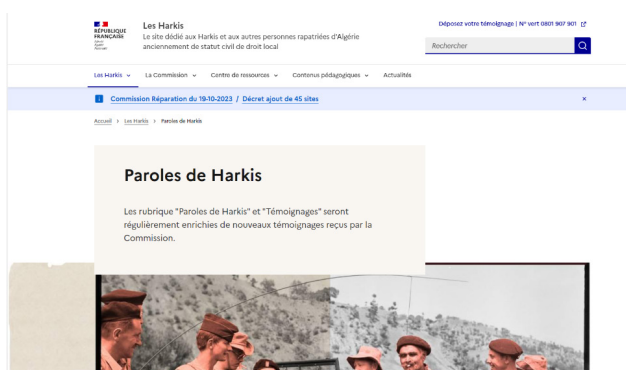 RÉPUBLIQUE
FRANÇAISE
Les Harkis
Le site dédié aux Harkis et aux autres personnes rapatriées d'Algérie
anciennement de statut civil de droit local
Déposez votre témoignage | N° vert 0801 907 901
Rechercher
Les Harkis
La Commission
Centre de ressources
Contenus pédagogiques
Actualités
Commission Réparation du 19-10-2023 / Décret ajout de 45 sites
Accueil > Les Harkis > Paroles de Harkis
Paroles de Harkis
Les rubrique "Paroles de Harkis" et "Témoignages" seront
régulièrement enrichies de nouveaux témoignages reçus par la
Commission.